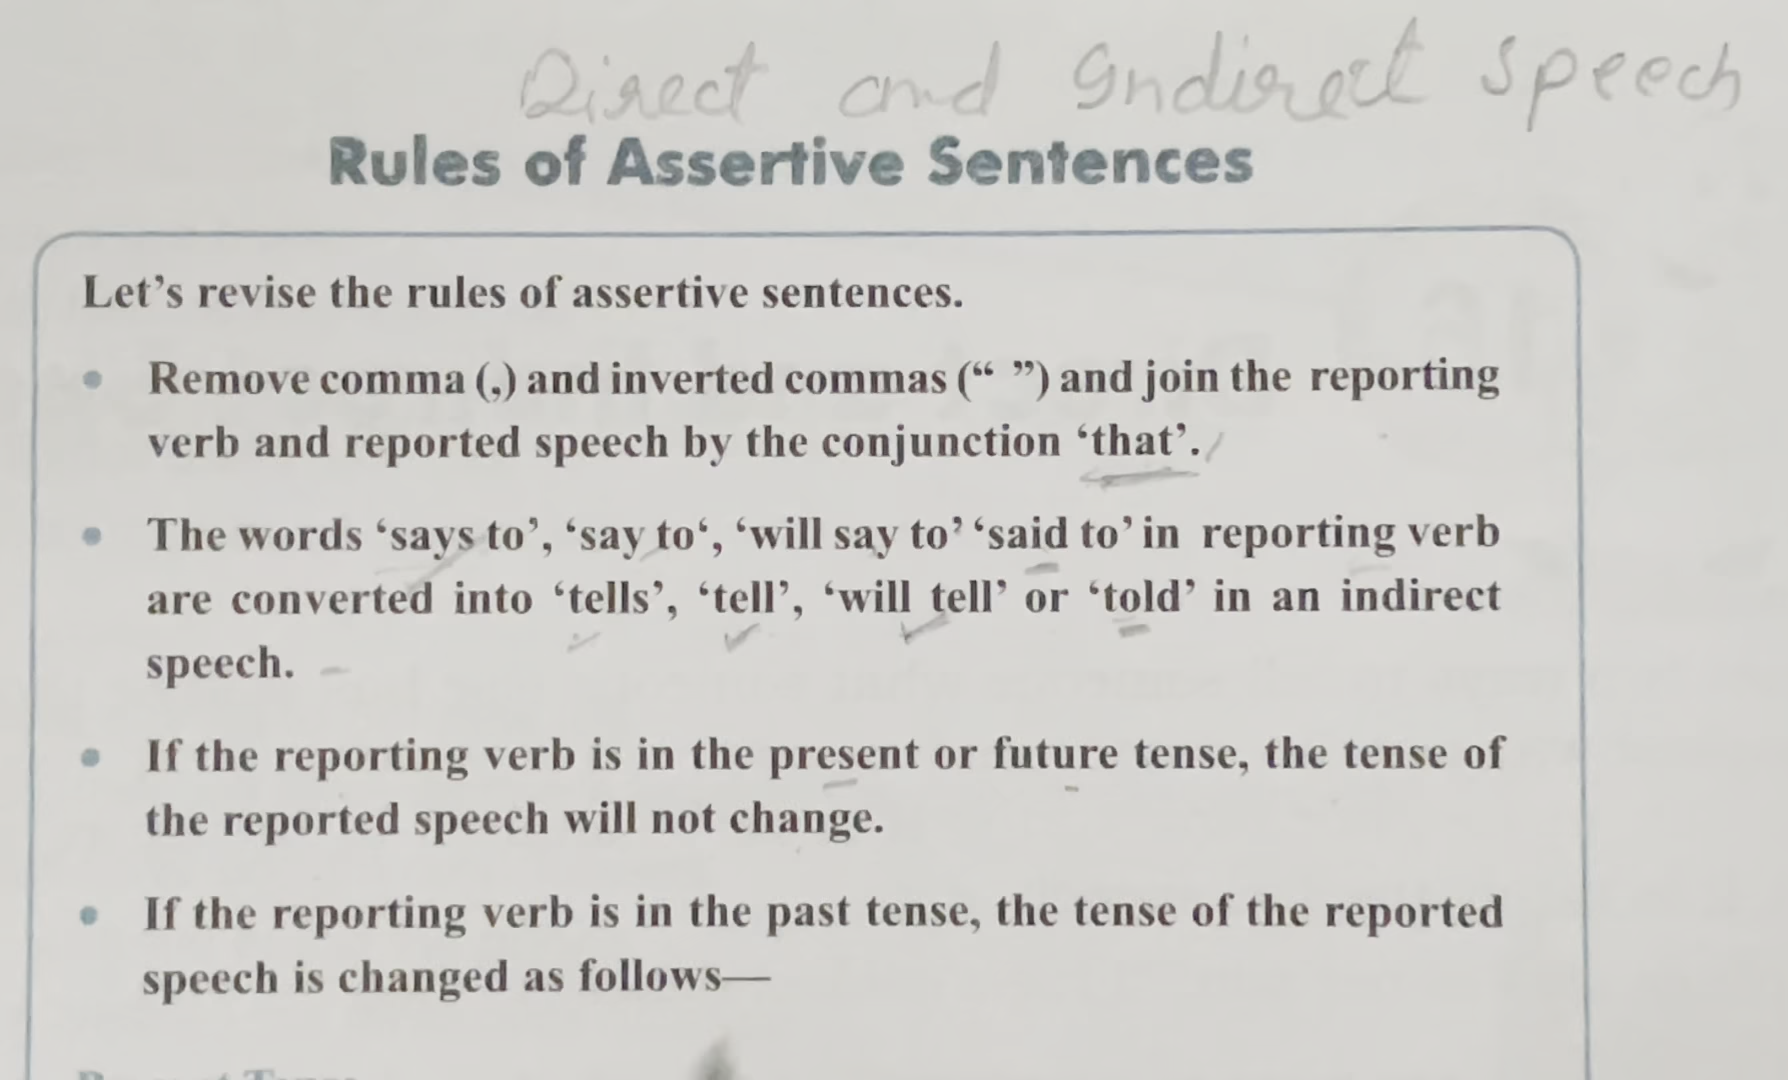 Direct and Indirect speech
Rules of Assertive Sentences
Let’s revise the rules of assertive sentences.
• Remove comma (,) and inverted commas (“ ”) and join the reporting
verb and reported speech by the conjunction ‘that’.
• The words ‘says to’, ‘say to‘, ‘will say to’ ‘said to’ in reporting verb
are converted into ‘tells’, ‘tell’, ‘will tell’ or ‘told’ in an indirect
speech.
• If the reporting verb is in the present or future tense, the tense of
the reported speech will not change.
• If the reporting verb is in the past tense, the tense of the reported
speech is changed as follows—